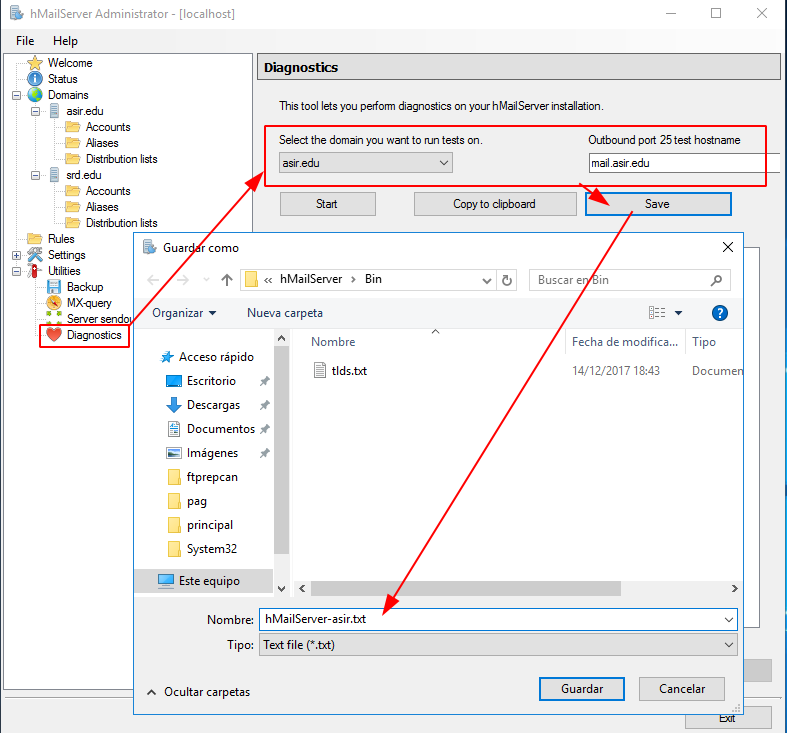 hMailServer Administrator - [localhost]
File Help
Welcome
Status
Domains
asir.edu
Accounts
Aliases
Distribution lists
srd.edu
Accounts
Aliases
Distribution lists
Rules
Settings
Utilities
Backup
MX-query
Server sendou
Diagnostics
Diagnostics
This tool lets you perform diagnostics on your hMailServer installation.
Select the domain you want to run tests on. Outbound port 25 test hostname
asir.edu mail.asir.edu
Start Copy to clipboard Save
Guardar como
« hMailServer > Bin Buscar en Bin
Organizar Nueva carpeta
Nombre Fecha de modifica... Tipo
tlds.txt 14/12/2017 18:43 Documen
Acceso rápido
Escritorio
Descargas
Documentos
Imágenes
ftprepcan
pag
principal
System32
Este equipo
Nombre: hMailServer-asir.txt
Tipo: Text file (*.txt)
Ocultar carpetas Guardar Cancelar
Exit